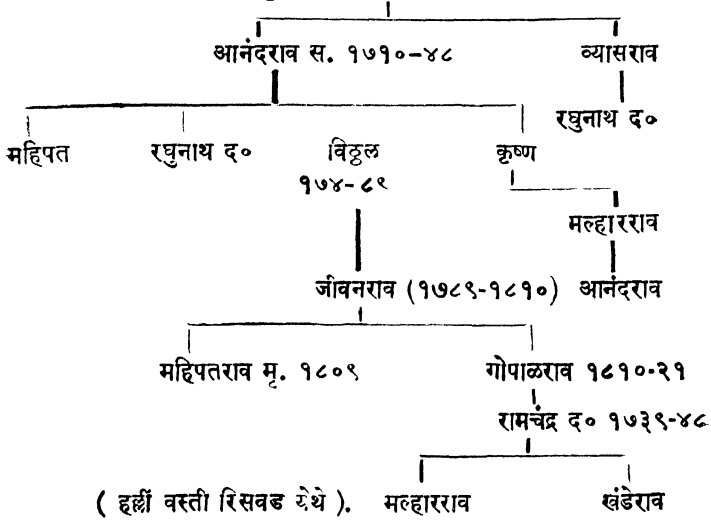 आनंदराव स. १७१०-४८ व्यासराव
रघुनाथ द०
महिपत रघुनाथ द० विठ्ठल कृष्ण
१७४-८९
मल्हारराव
जीवनराव (१७८९-१८१०) आनंदराव
महिपतराव मृ. १८०९ गोपाळराव १८१०-२१
रामचंद्र द० १७३९-४८
( हल्लीं वस्ती रिसवड येथे ). मल्हारराव खंडेराव